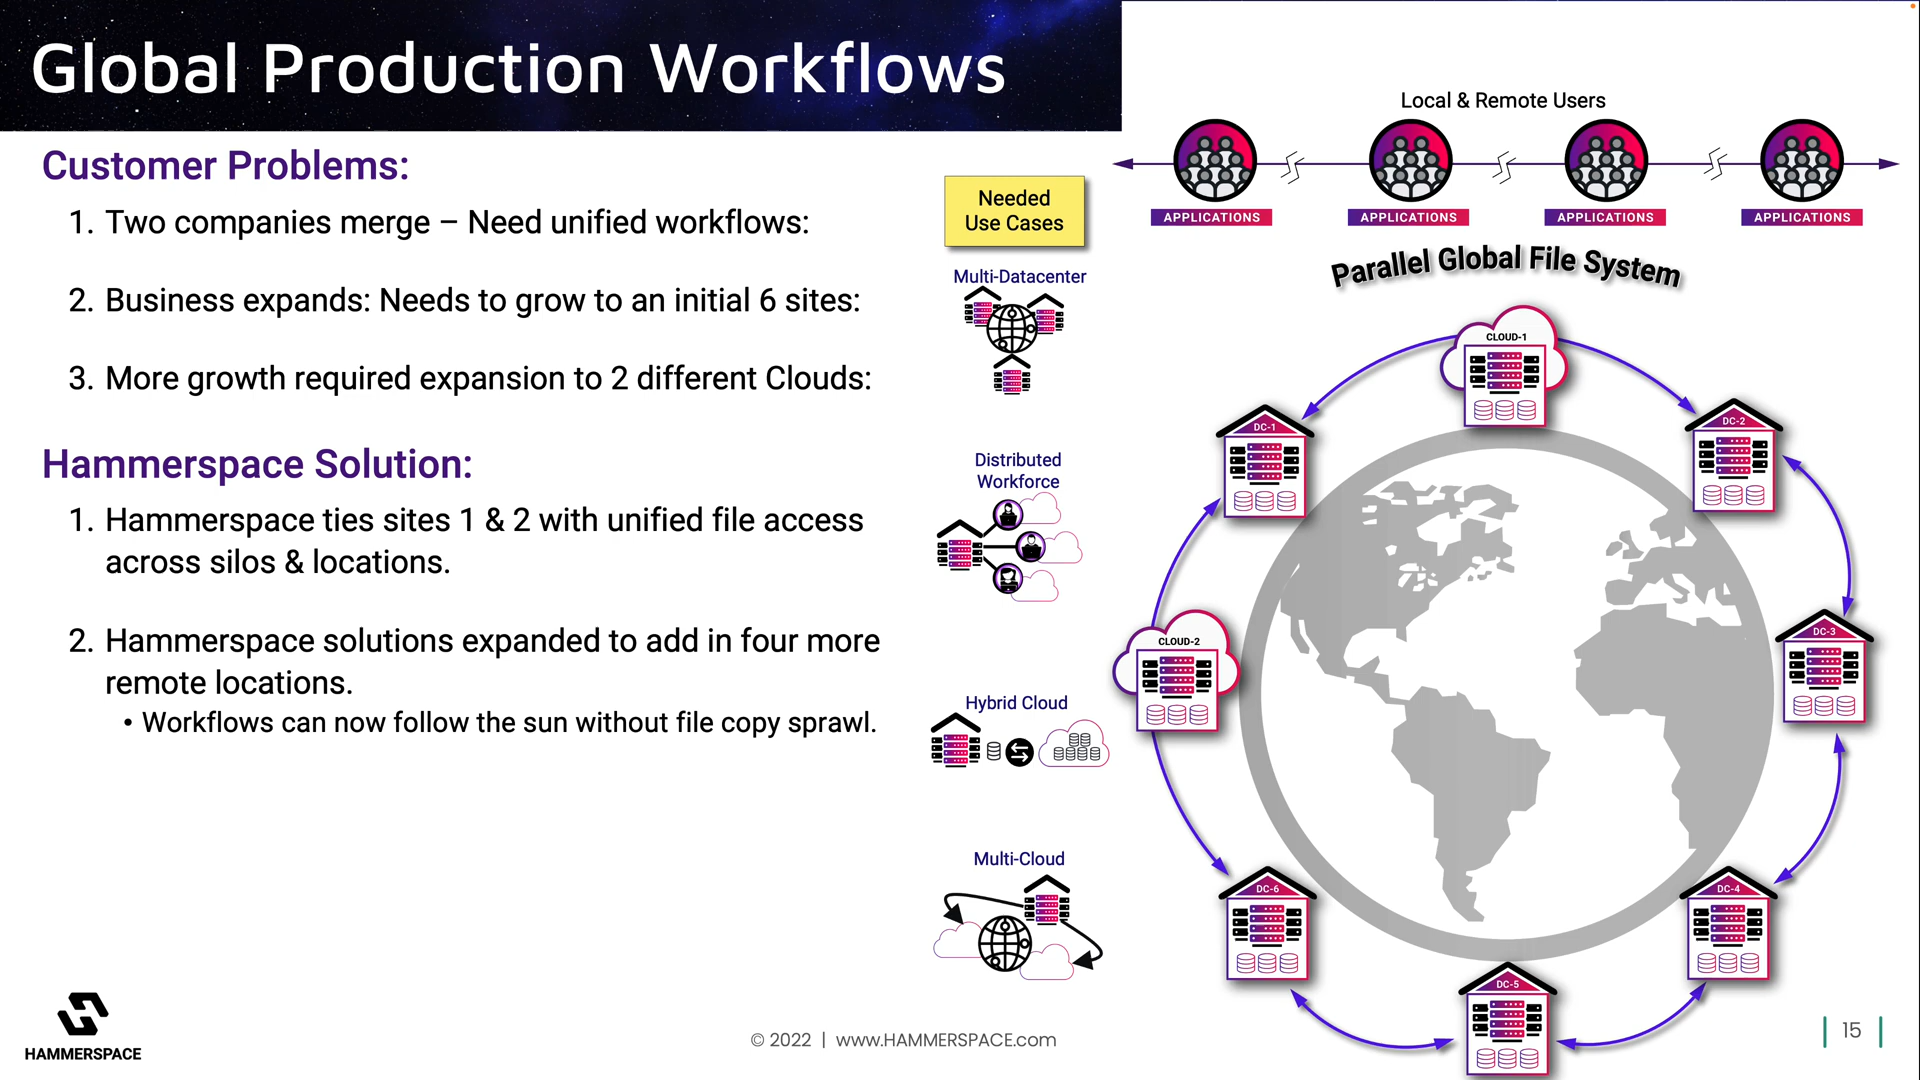 Global Production Workflows
Customer Problems:
1. Two companies merge – Need unified workflows:
2. Business expands: Needs to grow to an initial 6 sites:
3. More growth required expansion to 2 different Clouds:
Hammerspace Solution:
1. Hammerspace ties sites 1 & 2 with unified file access
across silos & locations.
2. Hammerspace solutions expanded to add in four more
remote locations.
• Workflows can now follow the sun without file copy sprawl.
Needed
Use Cases
Multi-Datacenter
Distributed
Workforce
Hybrid Cloud
Multi-Cloud
Local & Remote Users
APPLICATIONS
APPLICATIONS
APPLICATIONS
APPLICATIONS
Parallel Global File System
CLOUD-1
DC-1
DC-2
CLOUD-2
DC-3
DC-6
DC-4
DC-5
HAMMERSPACE
© 2022 | www.HAMMERSPACE.com
| 15 |